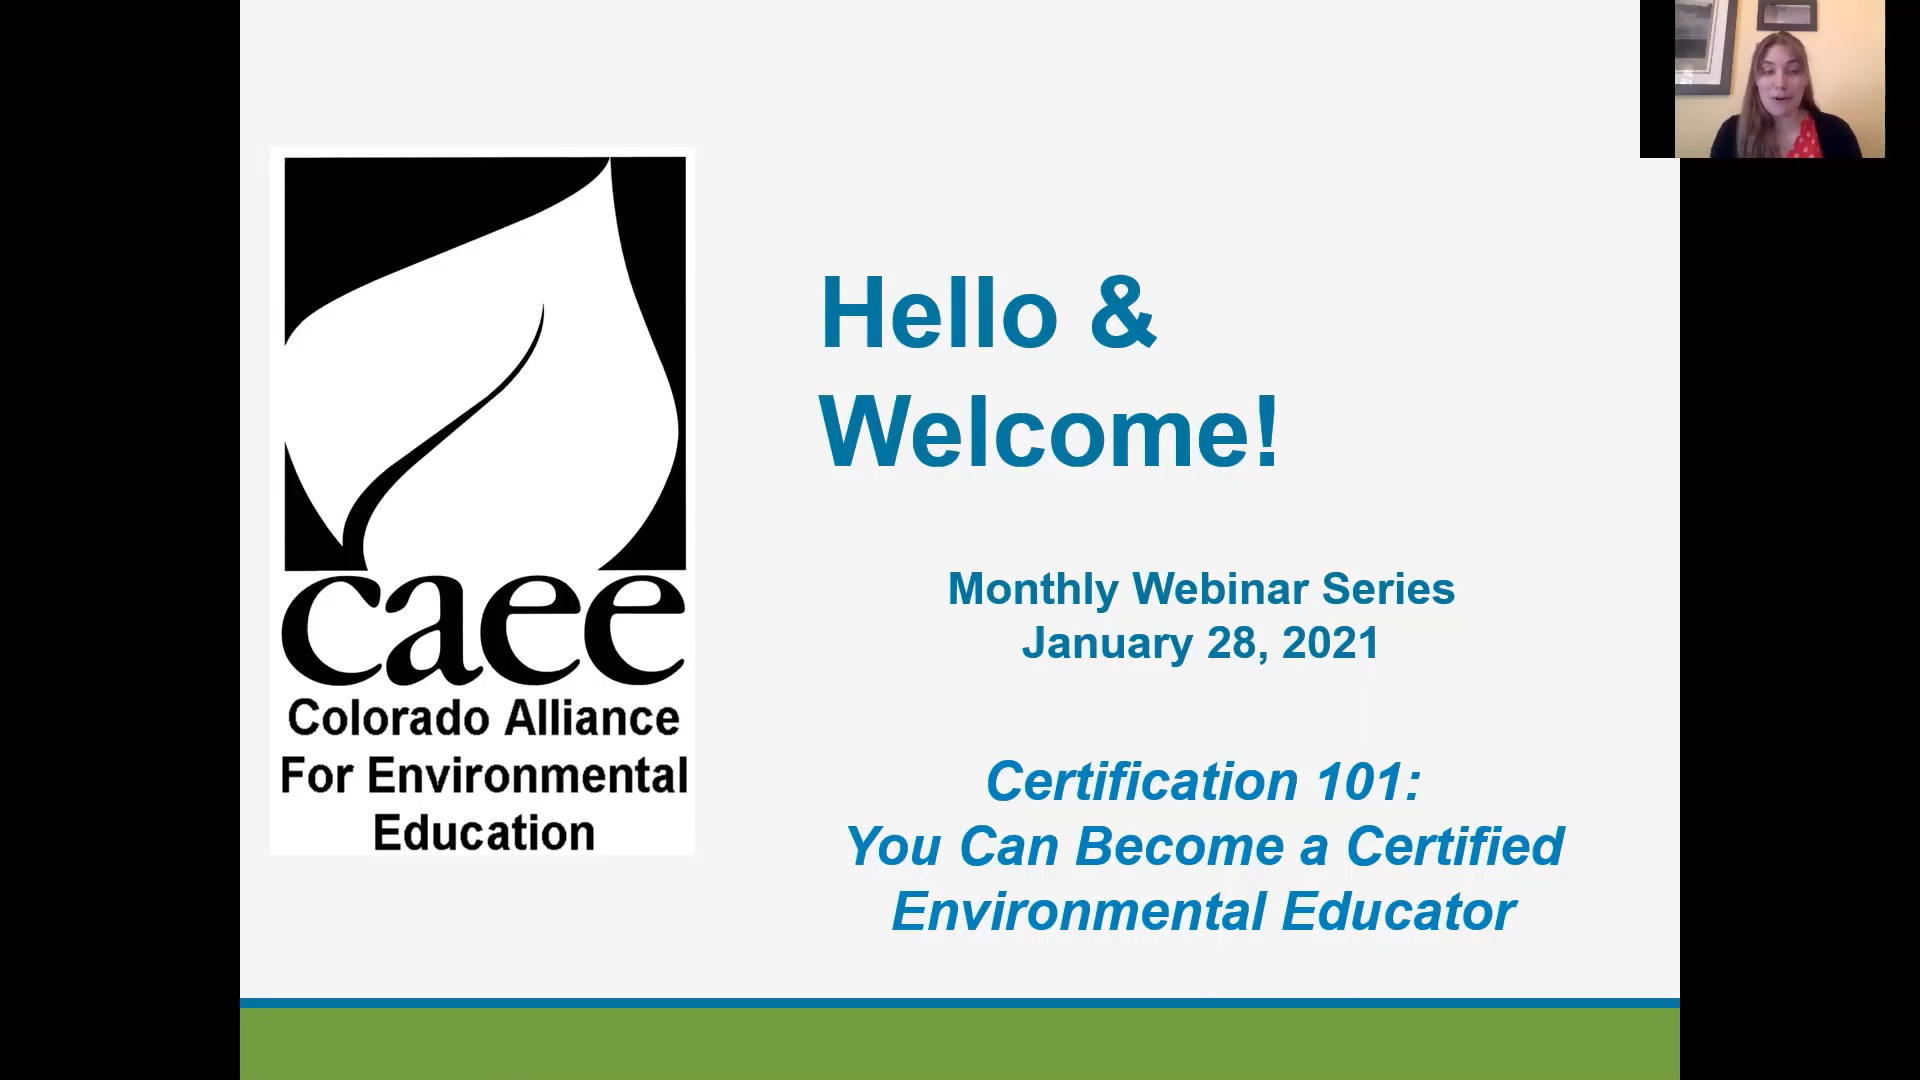 caee
Colorado Alliance
For Environmental
Education
Hello &
Welcome!
Monthly Webinar Series
January 28, 2021
Certification 101:
You Can Become a Certified
Environmental Educator